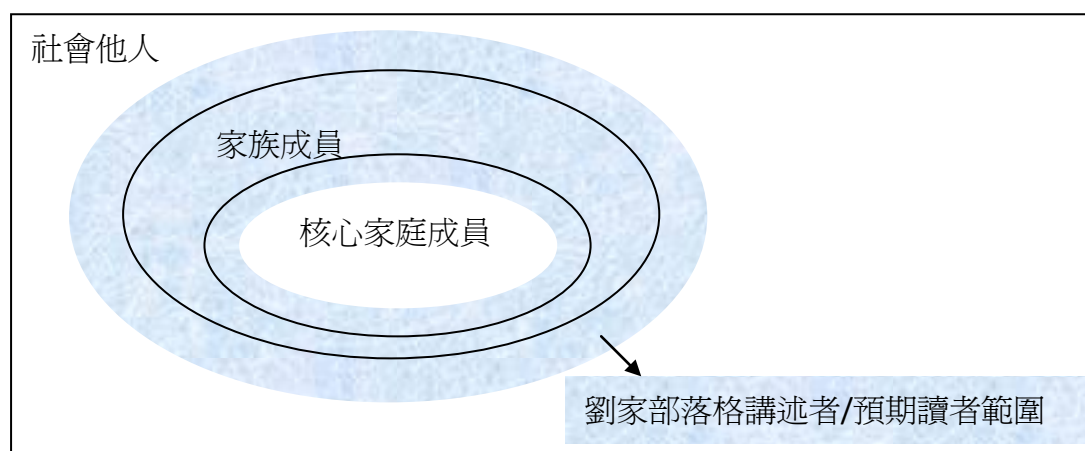 社會他人
家族成員
核心家庭成員
劉家部落格講述者/預期讀者範圍